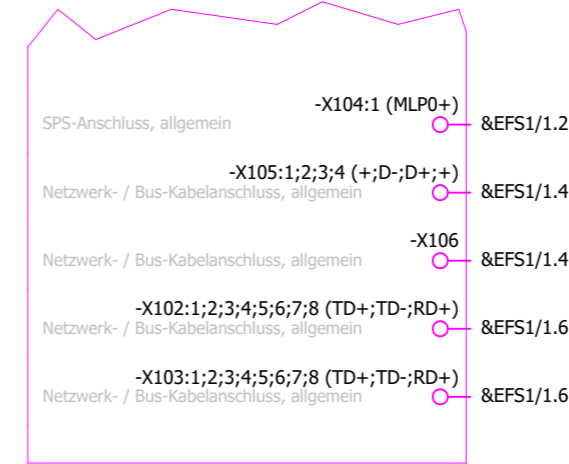 -X104:1 (MLP0+)
SPS-Anschluss, allgemein
&EFS1/1.2
-X105:1;2;3;4 (+;D-;D+;+)
Netzwerk- / Bus-Kabelanschluss, allgemein
&EFS1/1.4
-X106
Netzwerk- / Bus-Kabelanschluss, allgemein
&EFS1/1.4
-X102:1;2;3;4;5;6;7;8 (TD+;TD-;RD+)
Netzwerk- / Bus-Kabelanschluss, allgemein
&EFS1/1.6
-X103:1;2;3;4;5;6;7;8 (TD+;TD-;RD+)
Netzwerk- / Bus-Kabelanschluss, allgemein
&EFS1/1.6